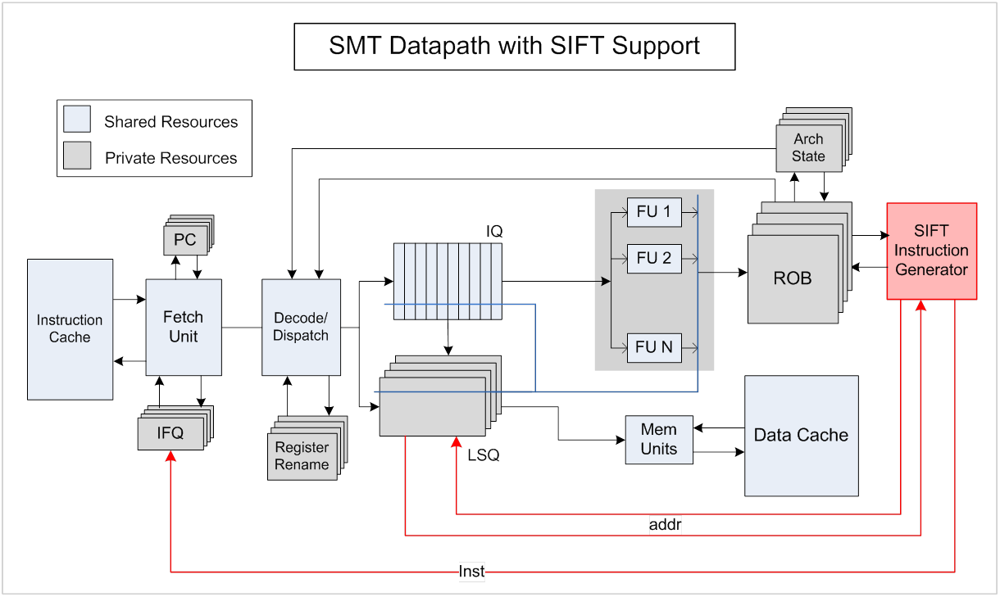 SMT Datapath with SIFT Support
Shared Resources
Private Resources
Arch
State
PC
IQ
FU 1
FU 2
FU N
ROB
SIFT
Instruction
Generator
Instruction
Cache
Fetch
Unit
Decode/
Dispatch
IFQ
Register
Rename
LSQ
Mem
Units
Data Cache
addr
Inst